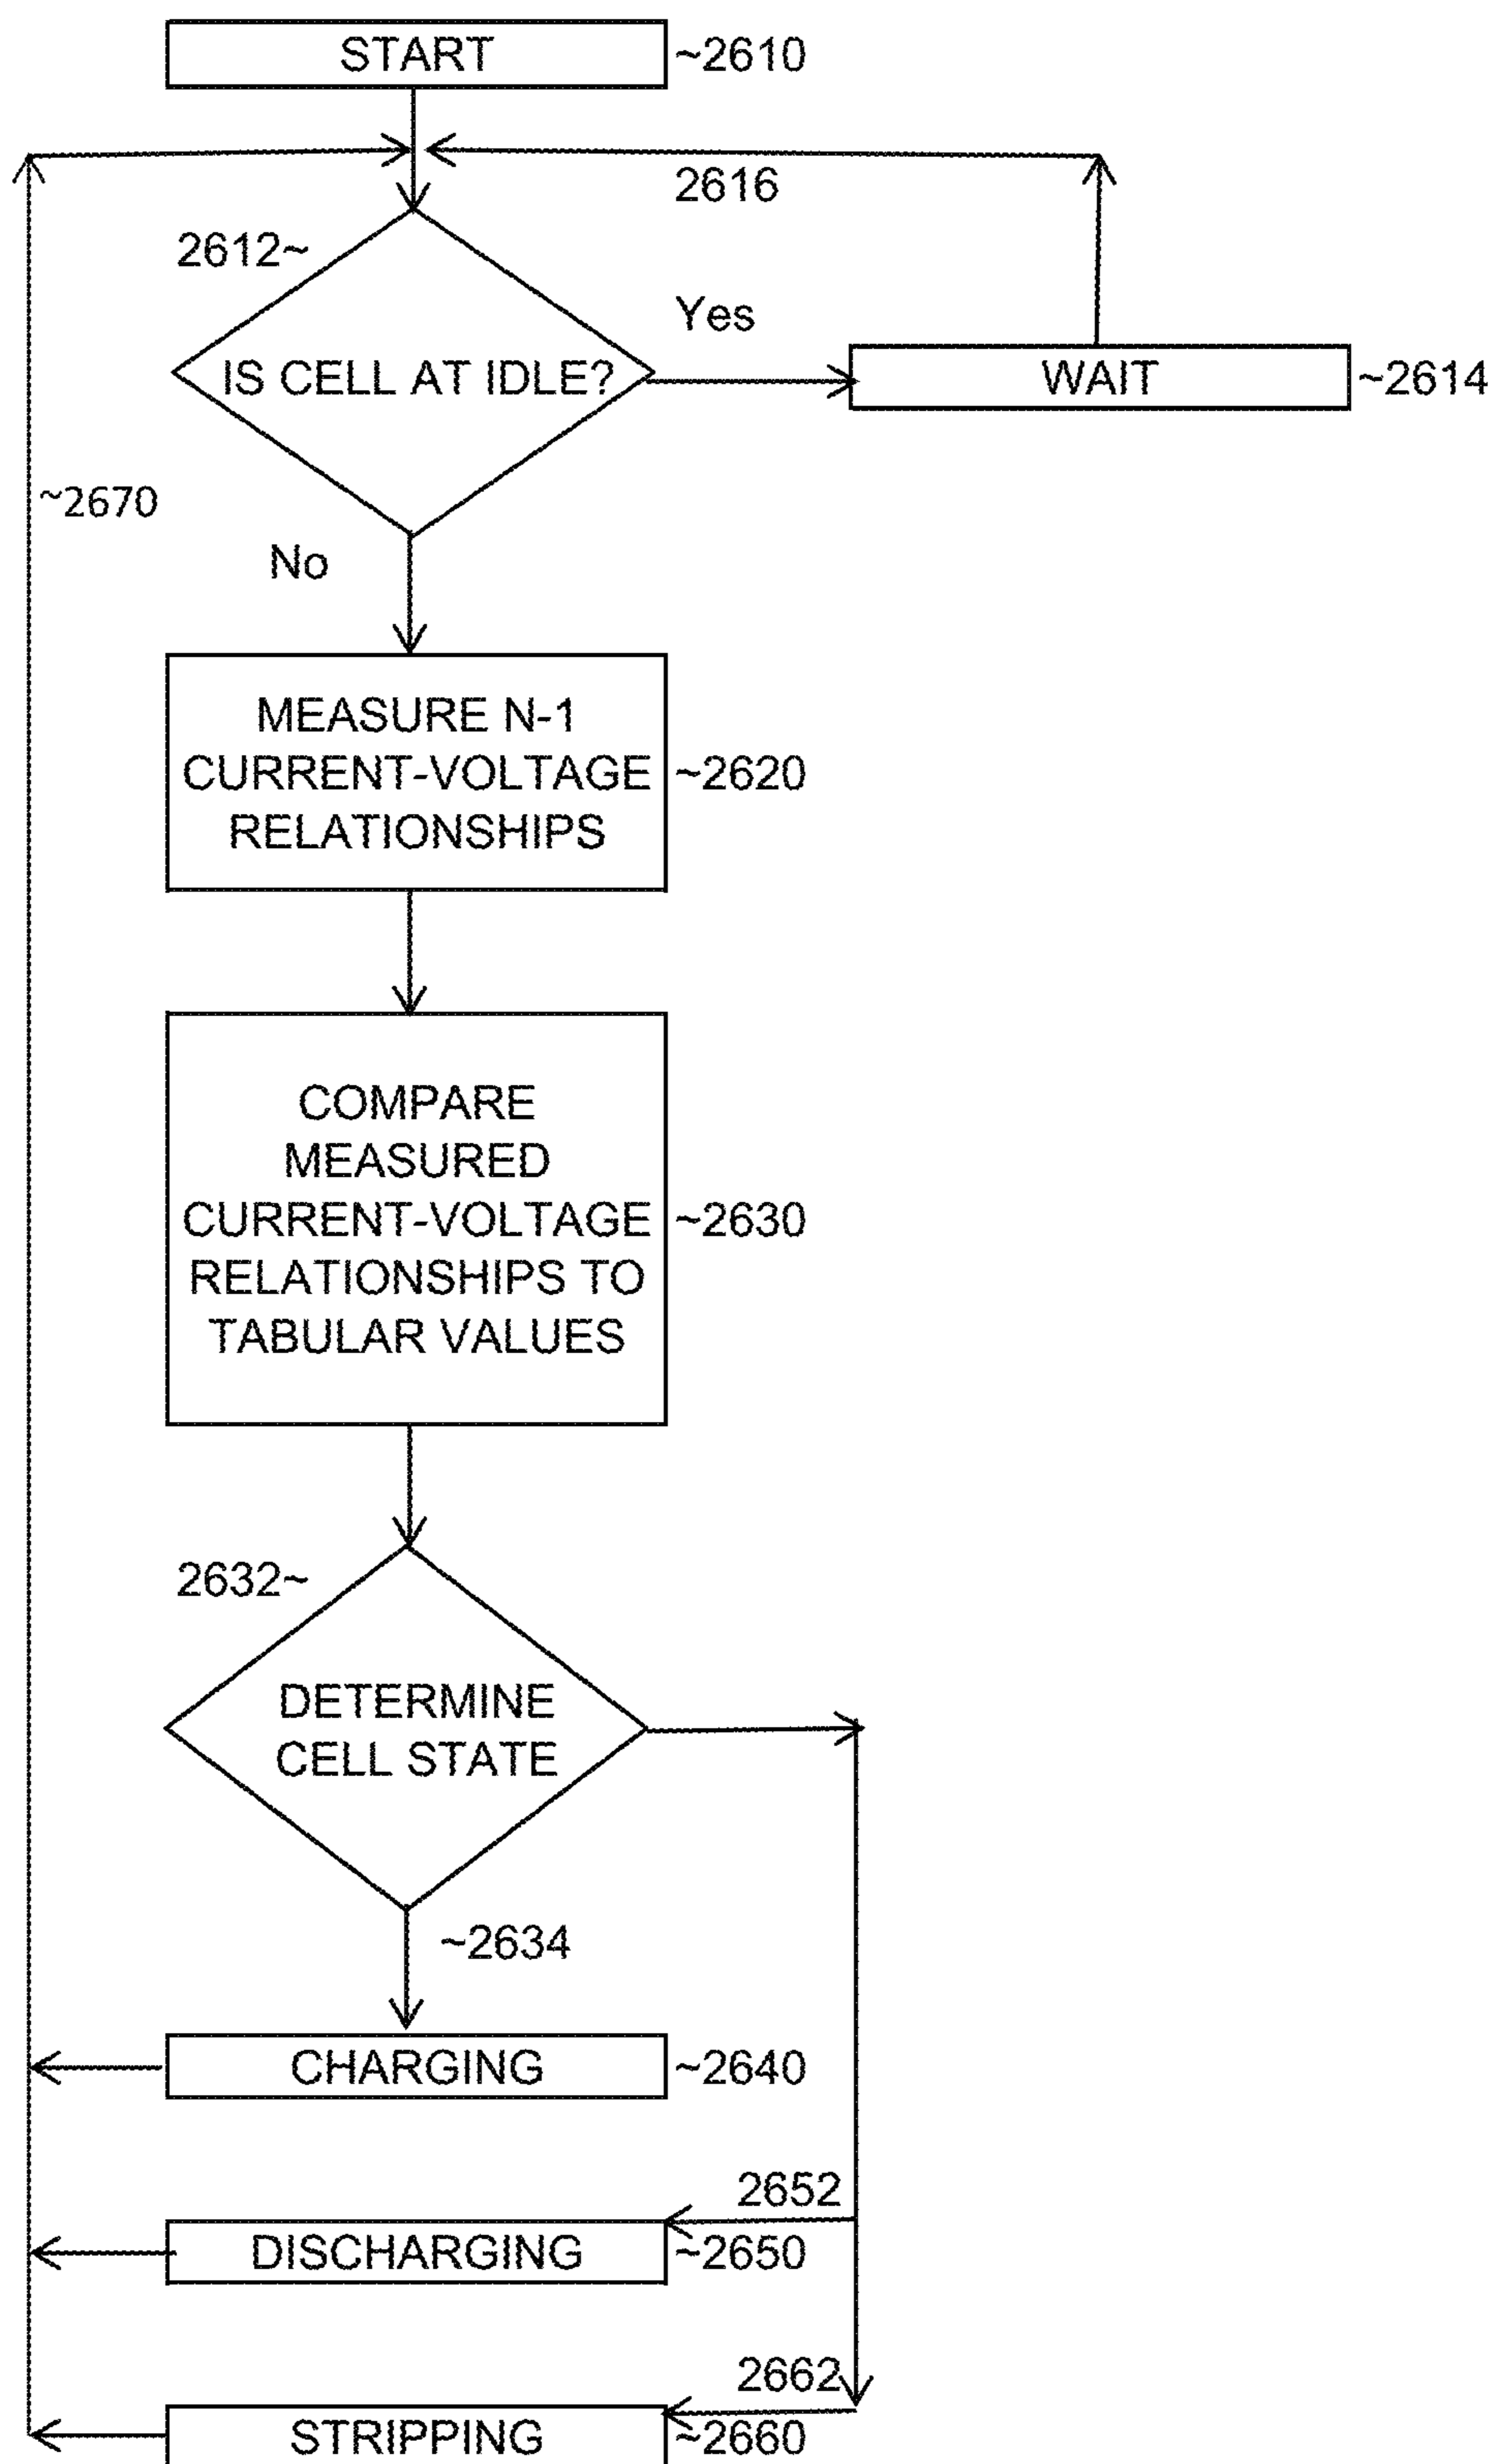 START
~2610
2616
2612~
Yes
IS CELL AT IDLE?
WAIT
~2614
~2670
No
MEASURE N-1
CURRENT-VOLTAGE
RELATIONSHIPS
~2620
COMPARE
MEASURED
CURRENT-VOLTAGE
RELATIONSHIPS TO
TABULAR VALUES
~2630
2632~
DETERMINE
CELL STATE
~2634
CHARGING
~2640
2652
DISCHARGING
~2650
2662
STRIPPING
~2660